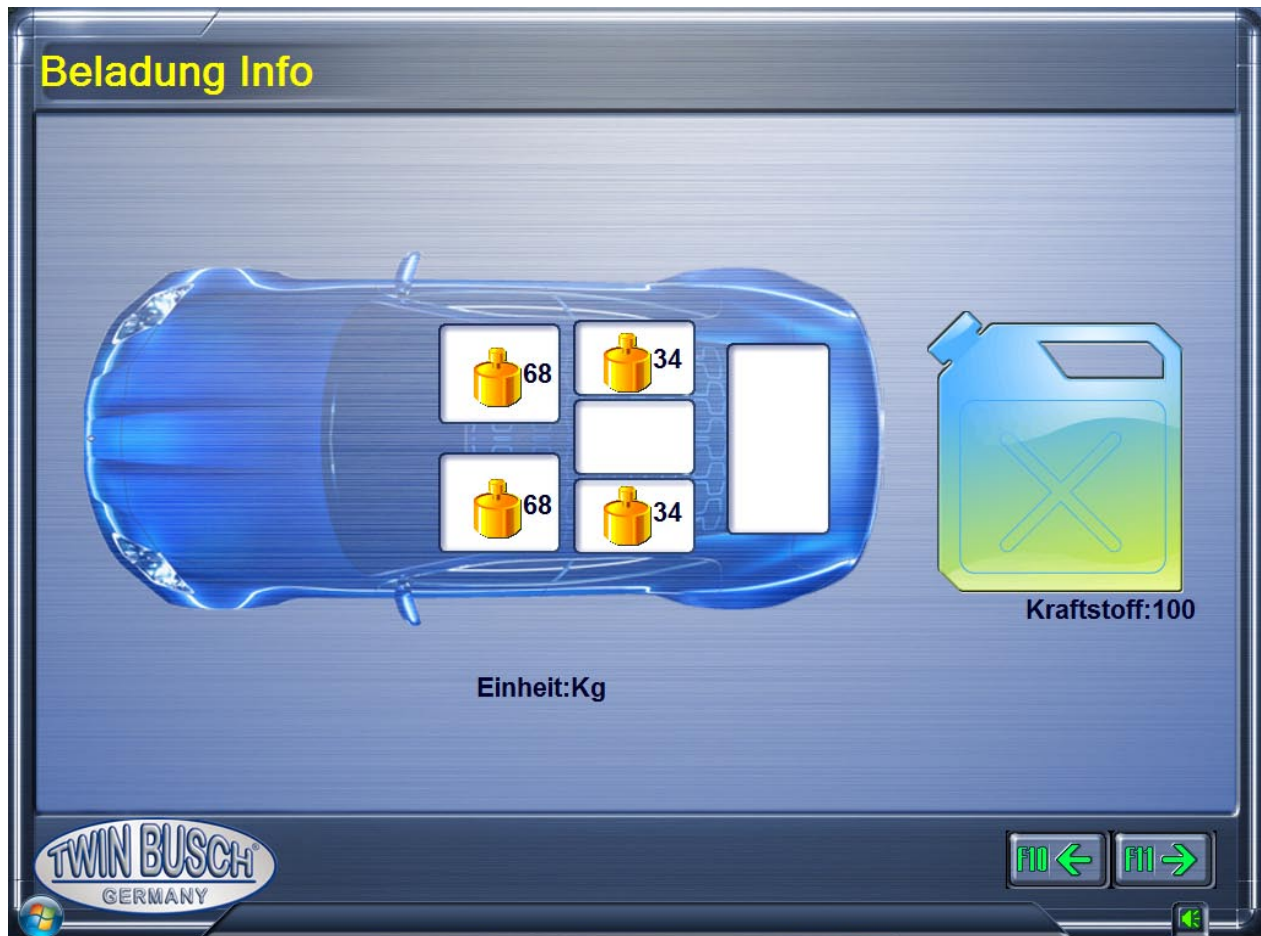 Beladung Info
68
34
68
34
Kraftstoff:100
Einheit:Kg
TWIN BUSCH®
GERMANY
F10
F11